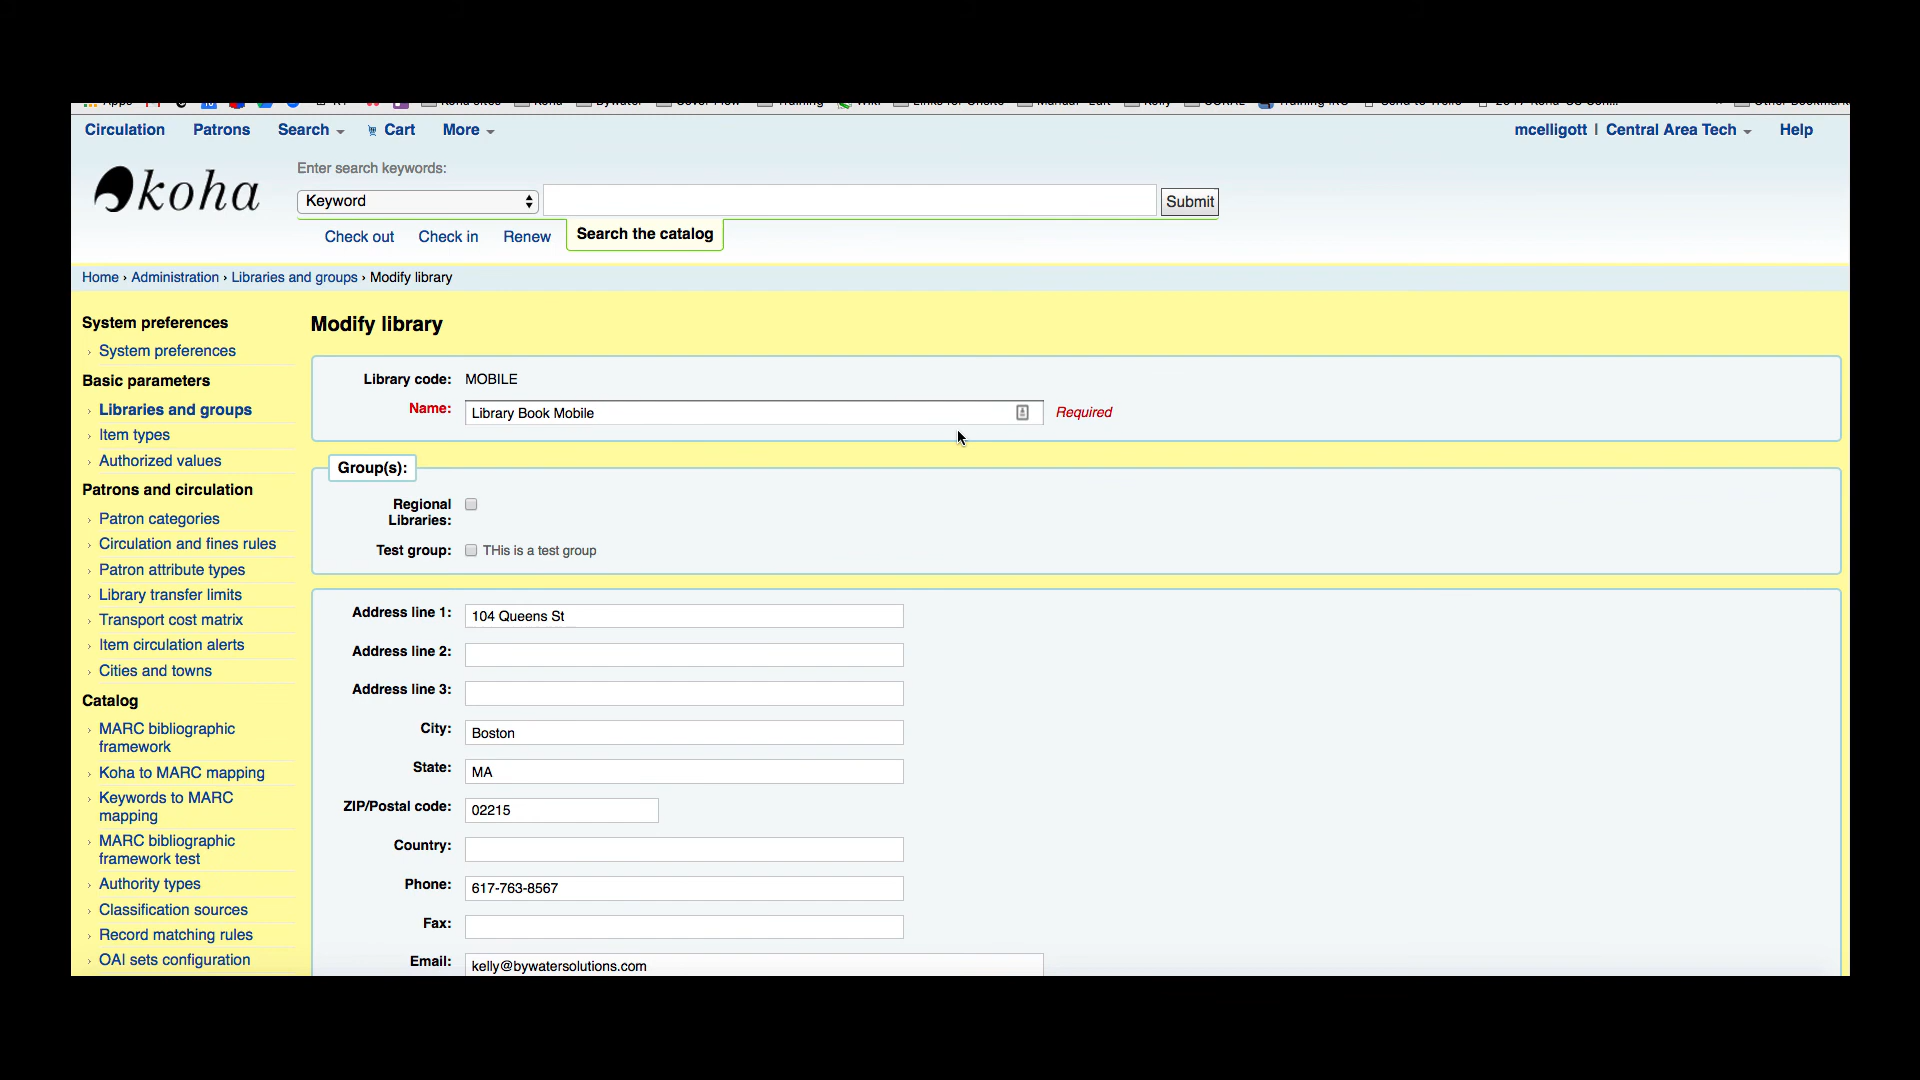 Circulation Patrons Search Cart More mcelligott | Central Area Tech Help
koha
Enter search keywords:
Keyword Submit
Check out Check in Renew Search the catalog
Home › Administration › Libraries and groups › Modify library
System preferences
› System preferences
Basic parameters
› Libraries and groups
› Item types
› Authorized values
Patrons and circulation
› Patron categories
› Circulation and fines rules
› Patron attribute types
› Library transfer limits
› Transport cost matrix
› Item circulation alerts
› Cities and towns
Catalog
› MARC bibliographic
framework
› Koha to MARC mapping
› Keywords to MARC
mapping
› MARC bibliographic
framework test
› Authority types
› Classification sources
› Record matching rules
› OAI sets configuration
Modify library
Library code: MOBILE
Name: Library Book Mobile Required
Group(s):
Regional
Libraries:
Test group: THis is a test group
Address line 1: 104 Queens St
Address line 2:
Address line 3:
City: Boston
State: MA
ZIP/Postal code: 02215
Country:
Phone: 617-763-8567
Fax:
Email: kelly@bywatersolutions.com